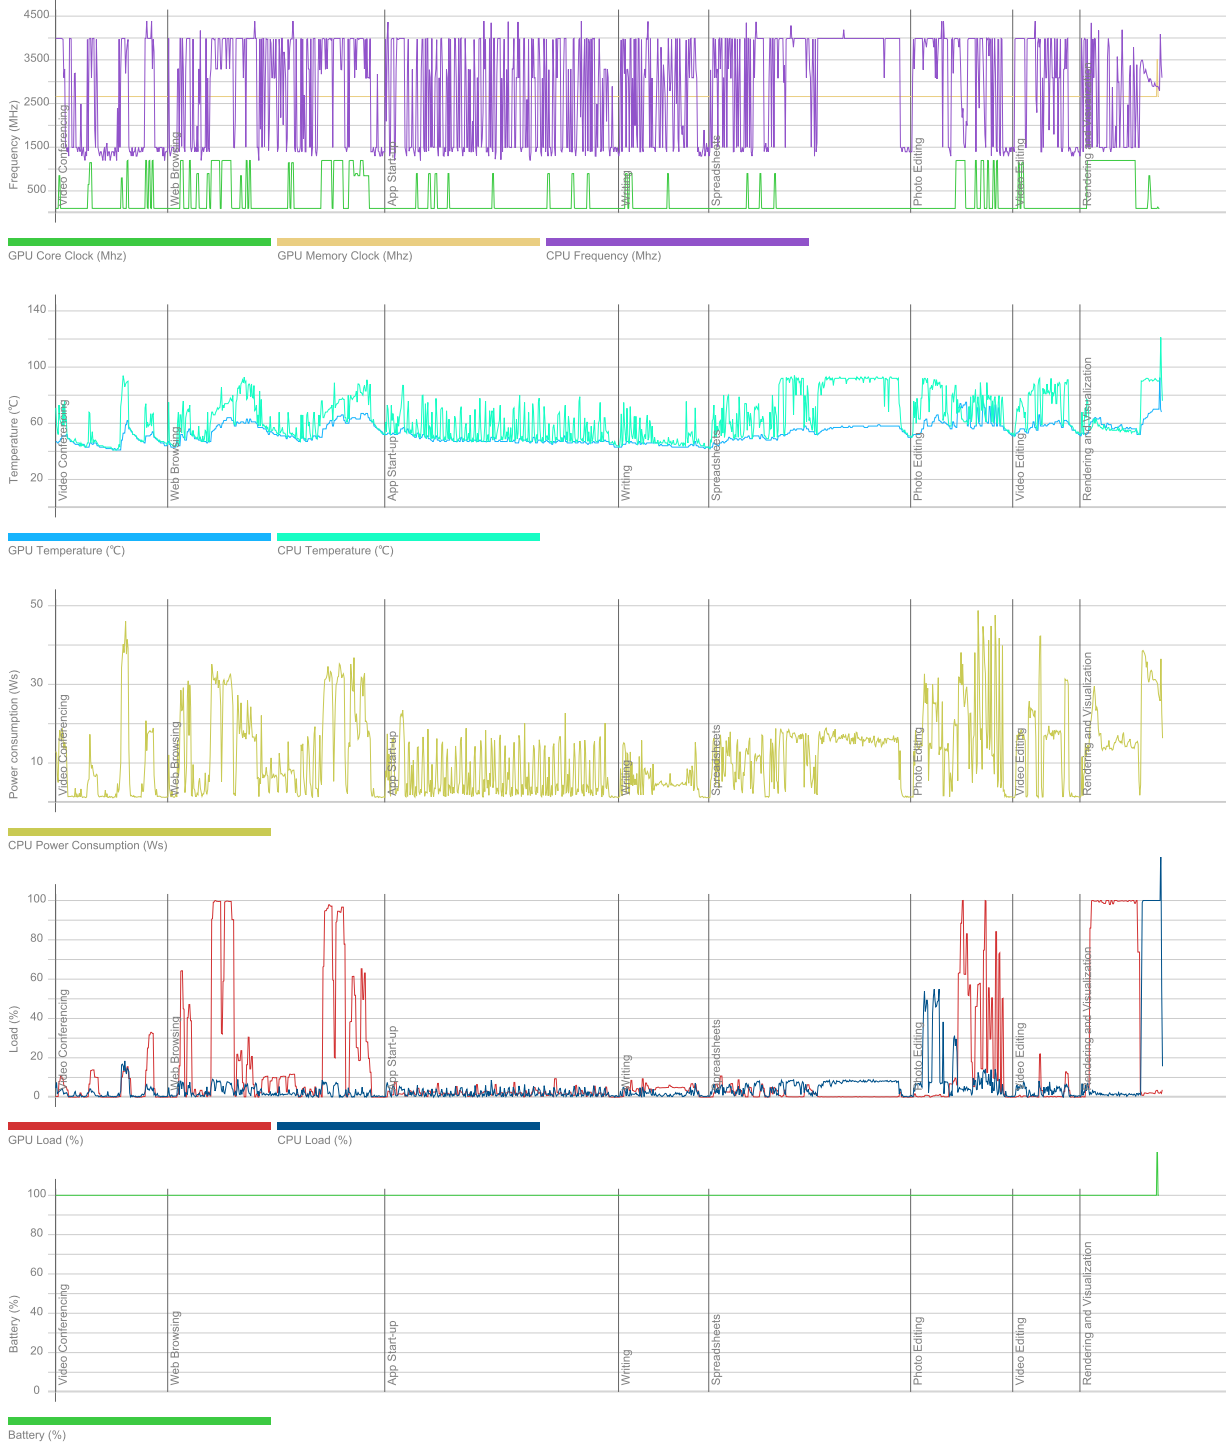 4500
3500
2500
1500
500
Frequency (MHz)
Video Conferencing
Web Browsing
App Start-up
Writing
Spreadsheets
Photo Editing
Video Editing
Rendering and Visualization
GPU Core Clock (Mhz)
GPU Memory Clock (Mhz)
CPU Frequency (Mhz)
140
100
60
20
Temperature (℃)
Video Conferencing
Web Browsing
App Start-up
Writing
Spreadsheets
Photo Editing
Video Editing
Rendering and Visualization
GPU Temperature (℃)
CPU Temperature (℃)
50
30
10
Power consumption (Ws)
Video Conferencing
Web Browsing
App Start-up
Writing
Spreadsheets
Photo Editing
Video Editing
Rendering and Visualization
CPU Power Consumption (Ws)
100
80
60
40
20
0
Load (%)
Video Conferencing
Web Browsing
App Start-up
Writing
Spreadsheets
Photo Editing
Video Editing
Rendering and Visualization
GPU Load (%)
CPU Load (%)
100
80
60
40
20
0
Battery (%)
Video Conferencing
Web Browsing
App Start-up
Writing
Spreadsheets
Photo Editing
Video Editing
Rendering and Visualization
Battery (%)